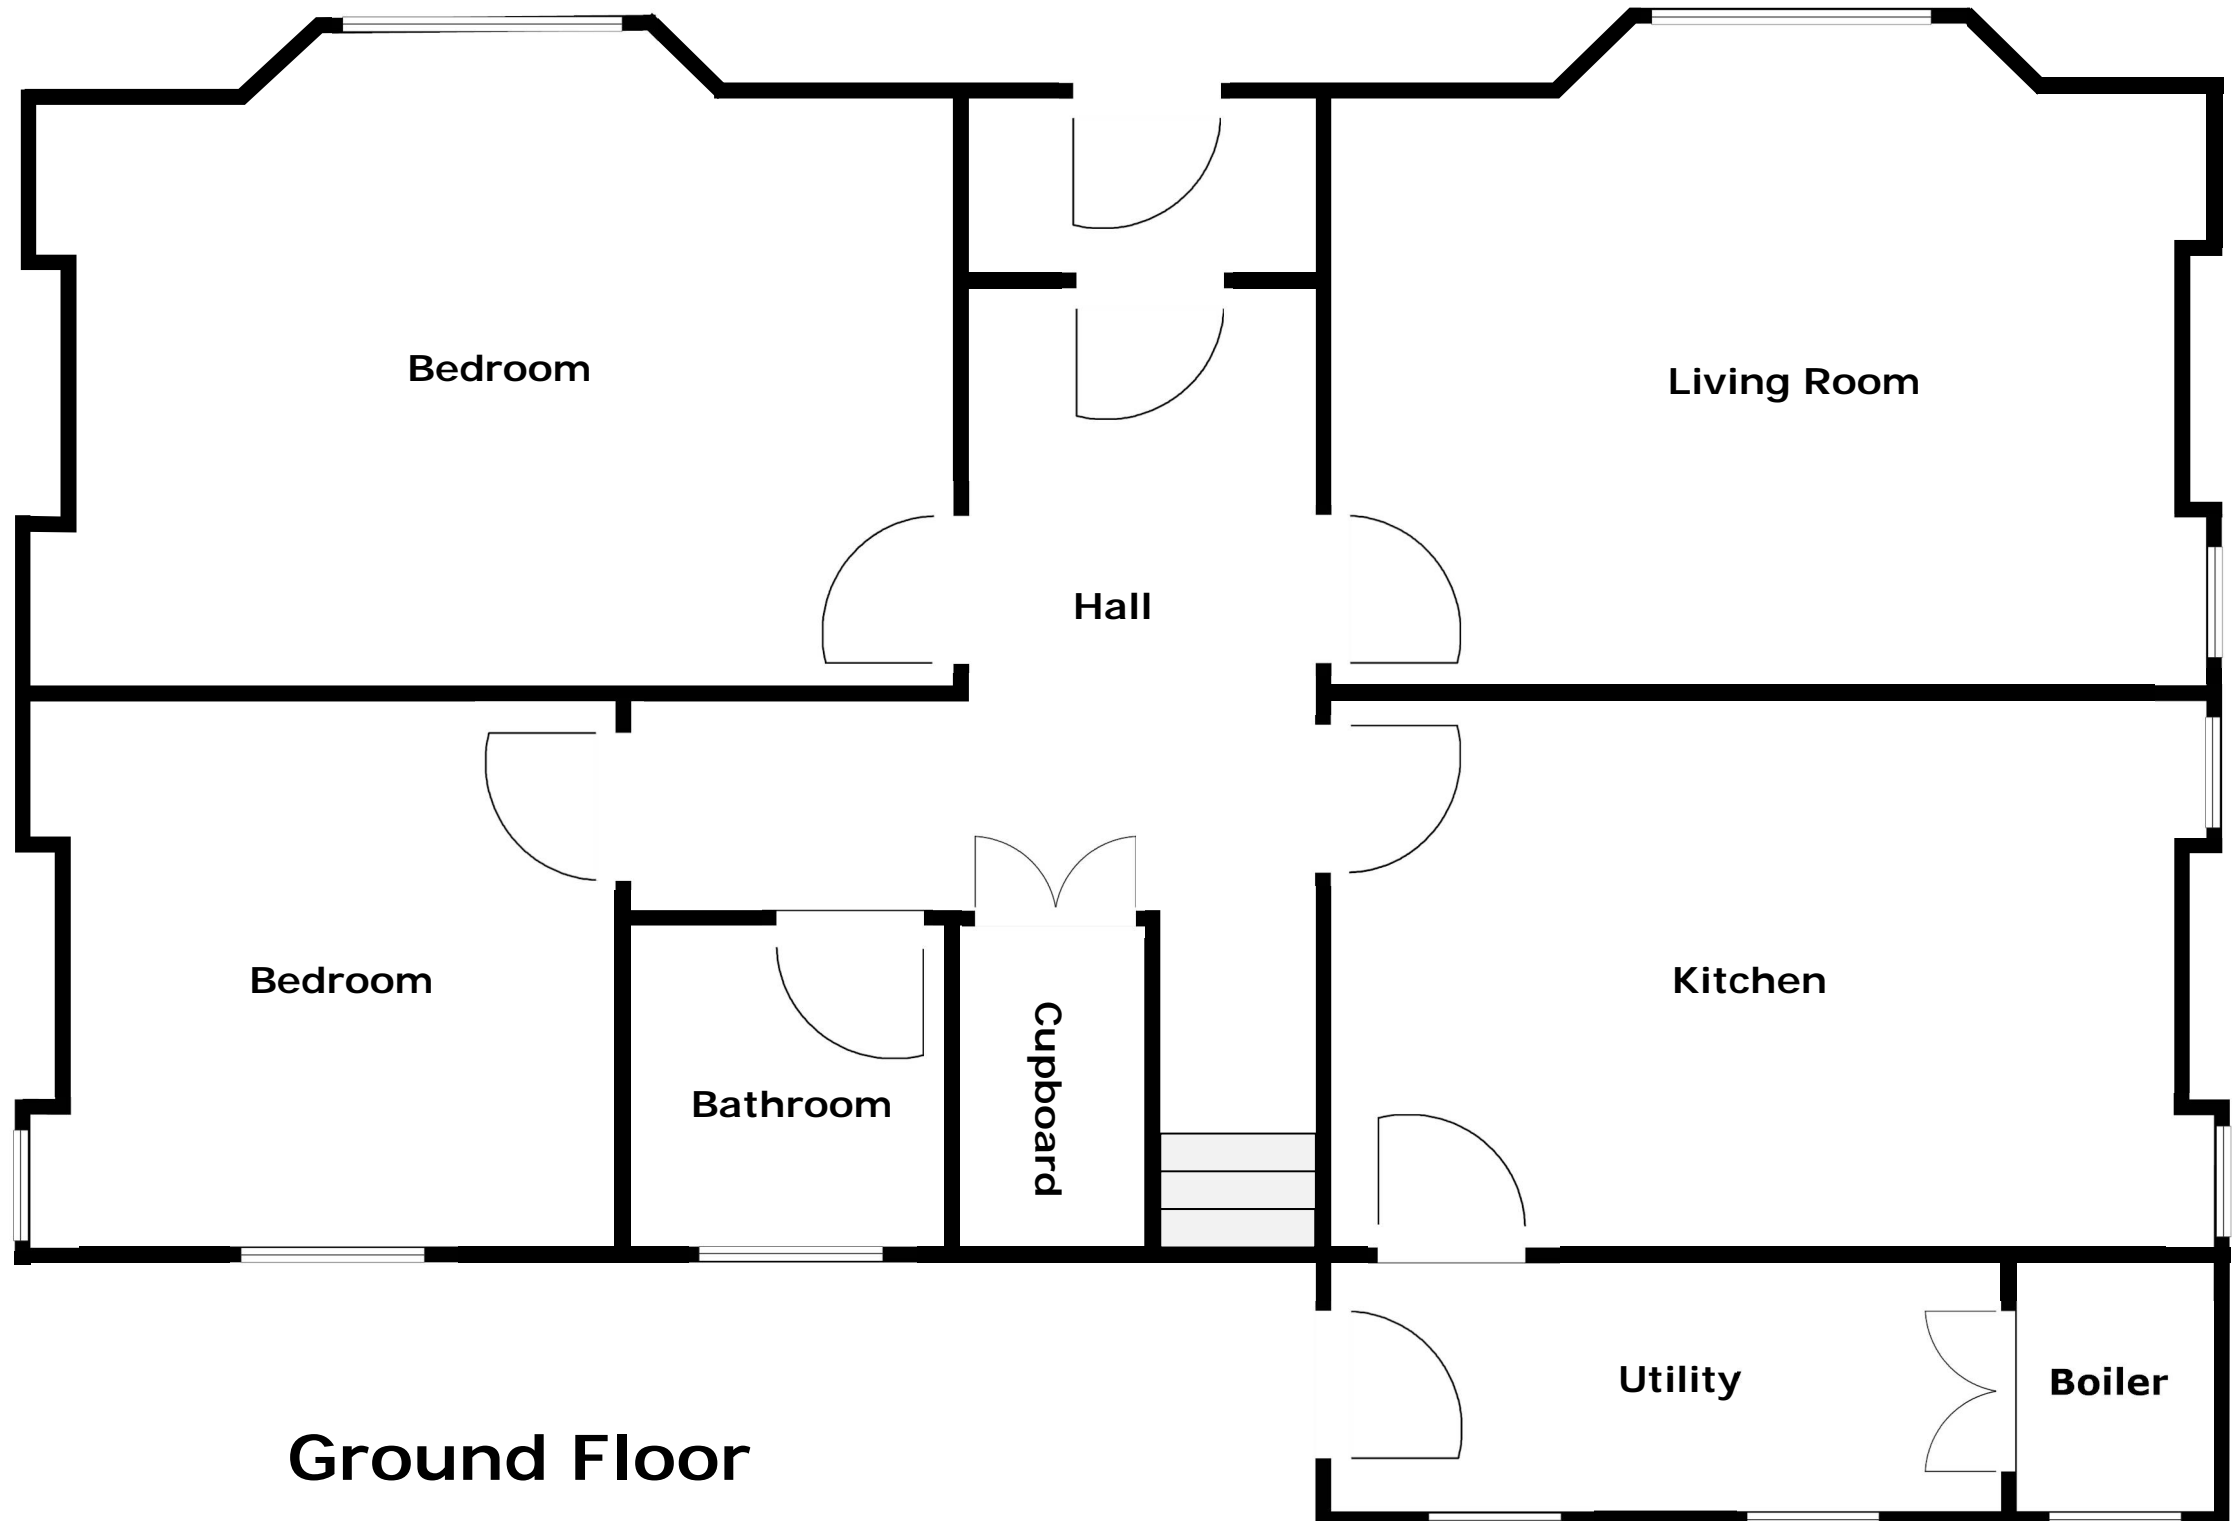 Bedroom
Living Room
Hall
Bedroom
Kitchen
Bathroom
Cupboard
Utility
Boiler
Ground Floor